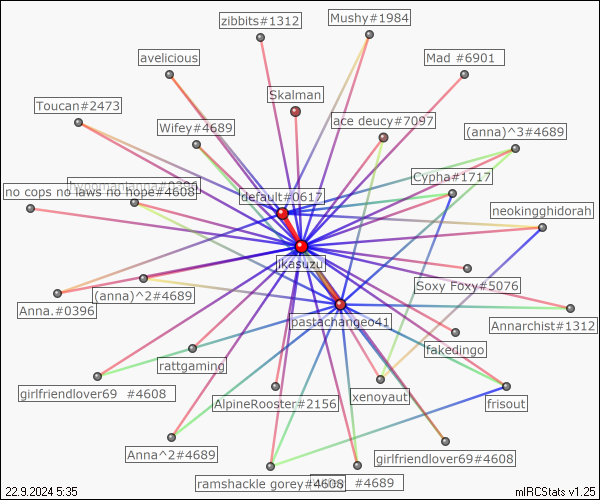 zibbits#1312
Mushy#1984
avelicious
Mad #6901
Skalman
Toucan#2473
ace deucy#7097
Wifey#4689
(anna)^3#4689
Cypha#1717
no cops no laws no hope#4608
default#0617
neokingghidorah
jkasuzu
Soxy Foxy#5076
(anna)^2#4689
Anna.#0396
pastachangeo41
Annarchist#1312
fakedingo
rattgaming
girlfriendlover69 #4608
AlpineRooster#2156
xenoyaut
frisout
Anna^2#4689
girlfriendlover69#4608
ramshackle gorey#4608
#4689
22.9.2024 5:35
mIRCStats v1.25